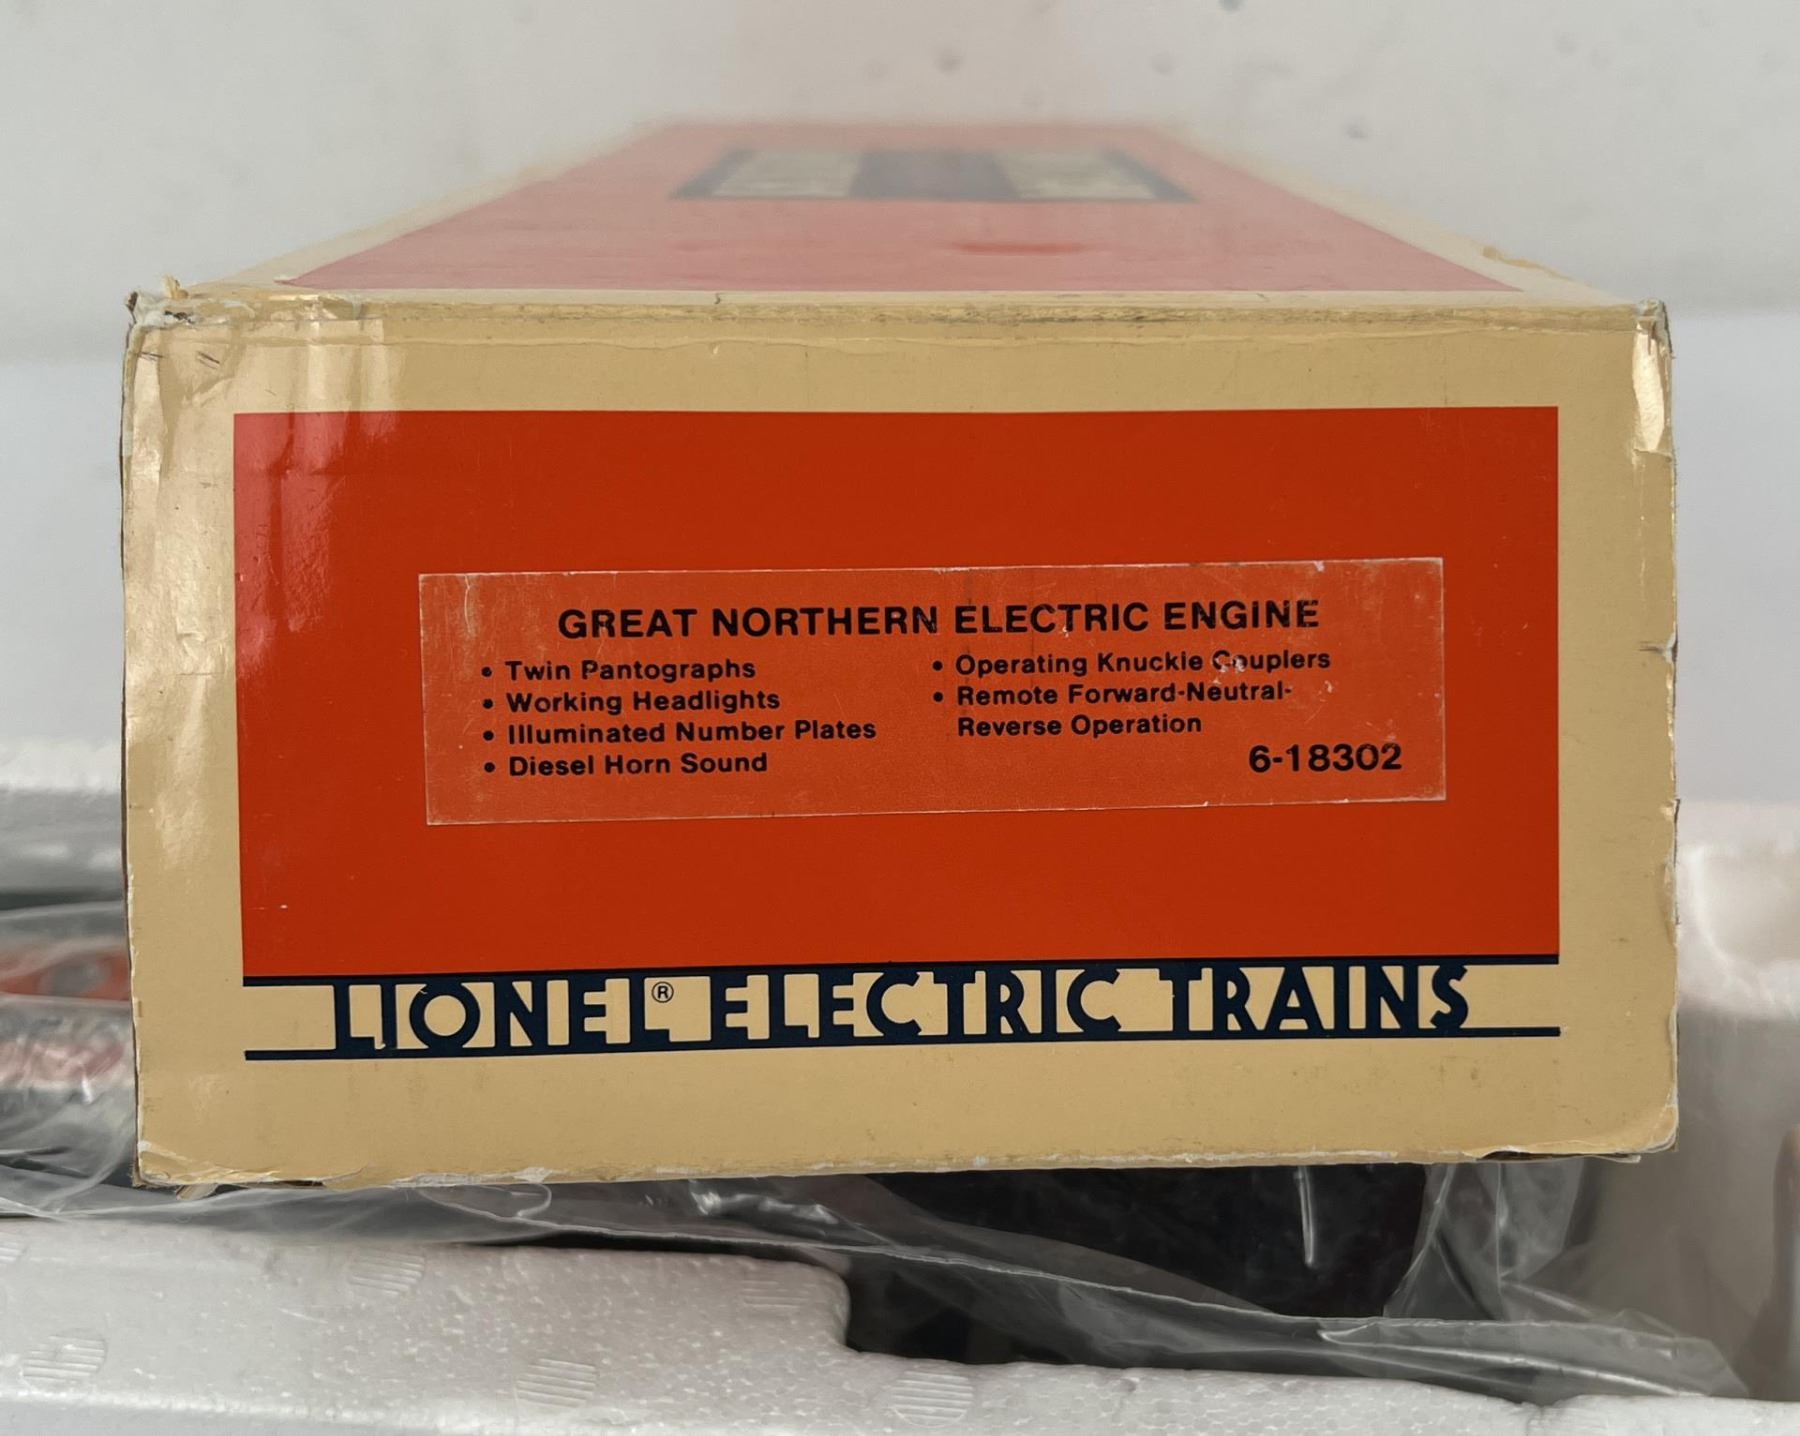 GREAT NORTHERN ELECTRIC ENGINE
• Twin Pantographs
• Working Headlights
• Illuminated Number Plates
• Diesel Horn Sound
• Operating Knuckle Couplers
• Remote Forward-Neutral-
Reverse Operation
6-18302
LIONEL® ELECTRIC TRAINS